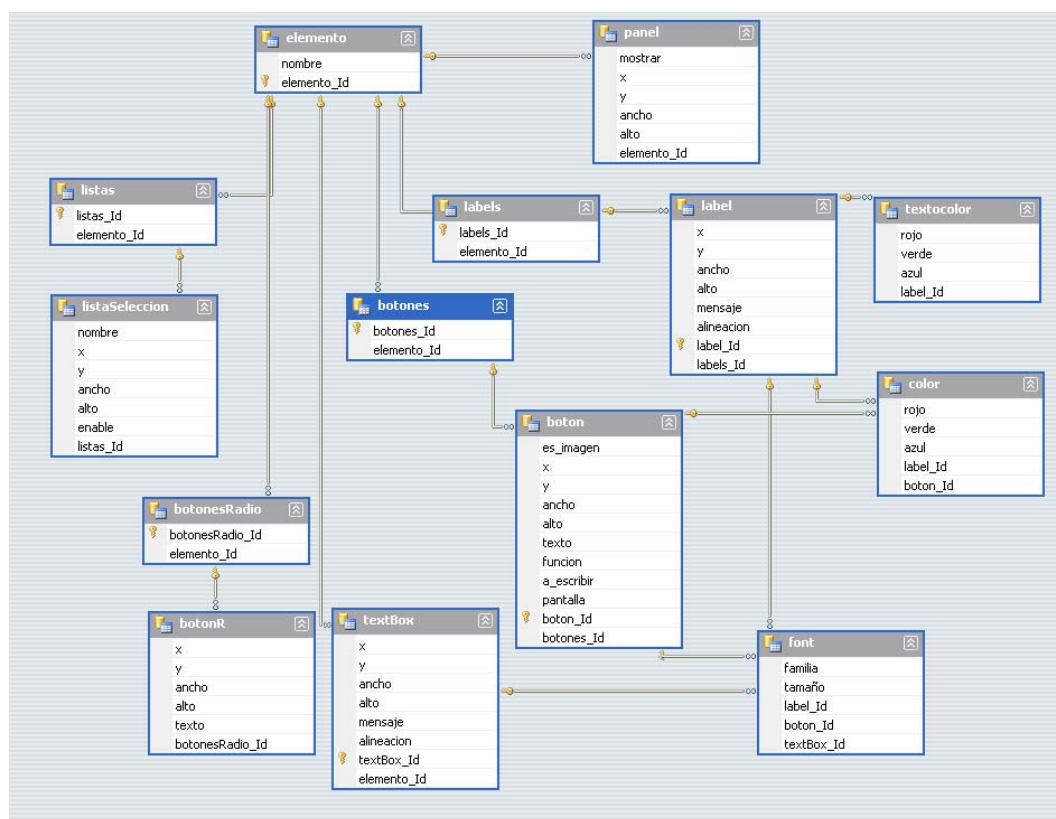 elemento
nombre
elemento_Id
panel
mostrar
x
y
ancho
alto
elemento_Id
listas
listas_Id
elemento_Id
labels
labels_Id
elemento_Id
label
x
y
ancho
alto
mensaje
alineacion
label_Id
labels_Id
textocolor
rojo
verde
azul
label_Id
listaSeleccion
nombre
x
y
ancho
alto
enable
listas_Id
botones
botones_Id
elemento_Id
color
rojo
verde
azul
label_Id
boton_Id
boton
es_imagen
x
y
ancho
alto
texto
funcion
a_escribir
pantalla
boton_Id
botones_Id
botonesRadio
botonesRadio_Id
elemento_Id
botonR
x
y
ancho
alto
texto
botonesRadio_Id
textBox
x
y
ancho
alto
mensaje
alineacion
textBox_Id
elemento_Id
font
familia
tamaño
label_Id
boton_Id
textBox_Id